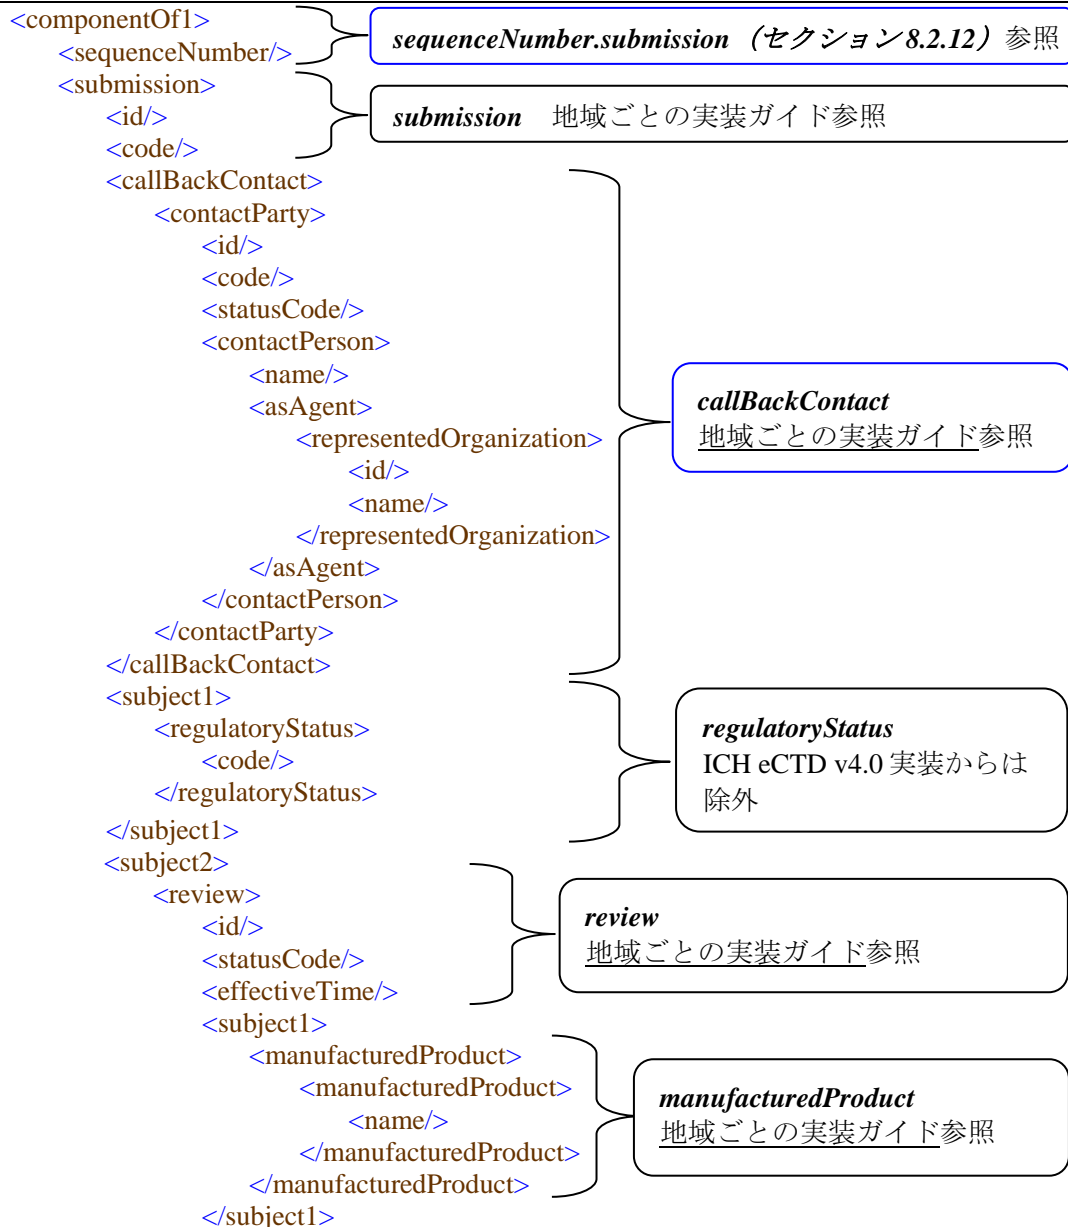 <componentOf1>
<sequenceNumber/>
sequenceNumber.submission（セクション8.2.12）参照
<submission>
<id/>
<code/>
submission　地域ごとの実装ガイド参照
<callBackContact>
<contactParty>
<id/>
<code/>
<statusCode/>
<contactPerson>
<name/>
<asAgent>
<representedOrganization>
<id/>
<name/>
</representedOrganization>
</asAgent>
</contactPerson>
</contactParty>
</callBackContact>
callBackContact
地域ごとの実装ガイド参照
<subject1>
<regulatoryStatus>
<code/>
</regulatoryStatus>
</subject1>
regulatoryStatus
ICH eCTD v4.0 実装からは
除外
<subject2>
<review>
<id/>
<statusCode/>
<effectiveTime/>
review
地域ごとの実装ガイド参照
<subject1>
<manufacturedProduct>
<manufacturedProduct>
<name/>
</manufacturedProduct>
</manufacturedProduct>
manufacturedProduct
地域ごとの実装ガイド参照
</subject1>